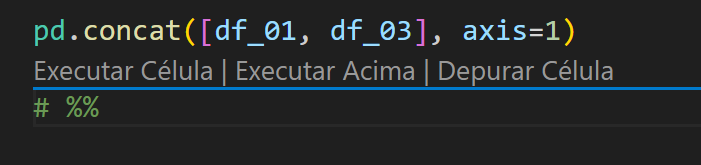 pd.concat([df_01, df_03], axis=1)
Executar Célula | Executar Acima | Depurar Célula
# %%